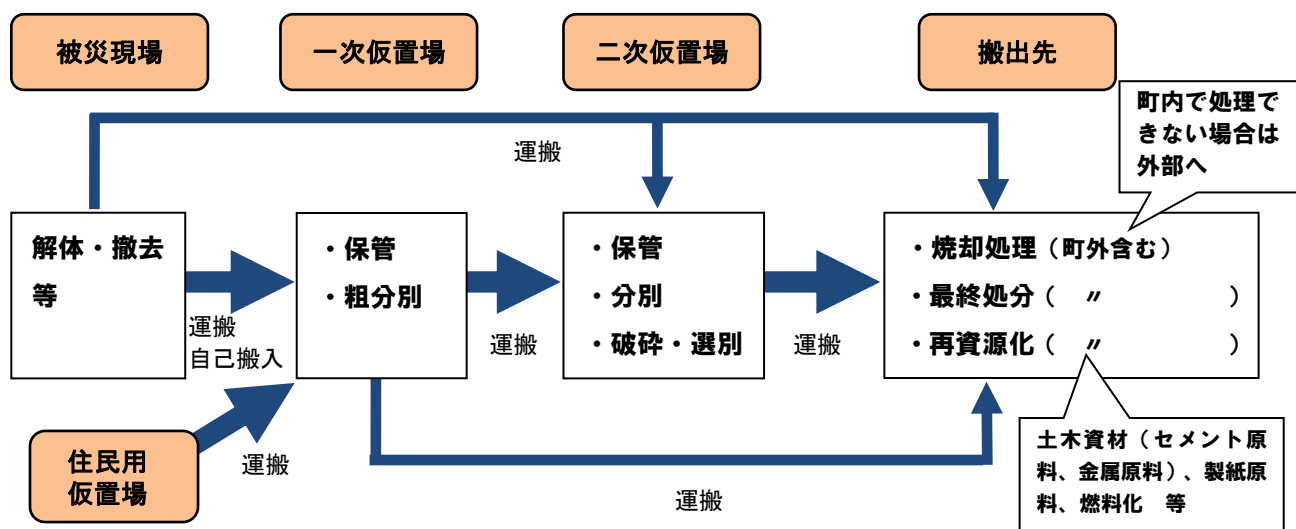 被災現場
一次仮置場
二次仮置場
搬出先
町内で処理で
きない場合は
外部へ
運搬
解体・撤去
等
・保管
・粗分別
・保管
・分別
・破砕・選別
・焼却処理（町外含む）
・最終処分（　〃　　　　）
・再資源化（　〃　　　　）
運搬
自己搬入
運搬
運搬
住民用
仮置場
運搬
運搬
土木資材（セメント原
料、金属原料）、製紙原
料、燃料化　等